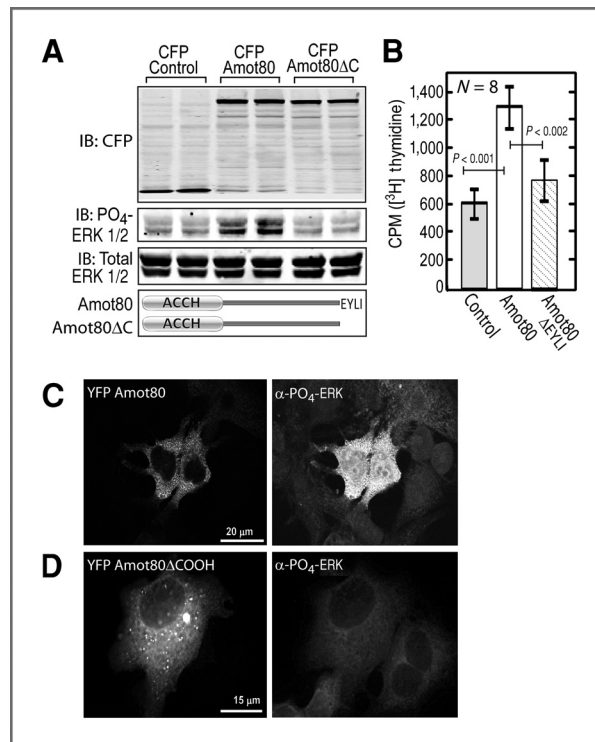 A
CFP Control
CFP Amot80
CFP Amot80ΔC
IB: CFP
IB: PO4-
ERK 1/2
IB: Total
ERK 1/2
Amot80
ACCH
EYLI
Amot80ΔC
ACCH
B
N = 8
CPM ([3H] thymidine)
1,400
1,200
1,000
800
600
400
200
0
P < 0.001
P < 0.002
Control
Amot80
Amot80 ΔEYLI
C
YFP Amot80
α-PO4-ERK
20 μm
D
YFP Amot80ΔCOOH
α-PO4-ERK
15 μm